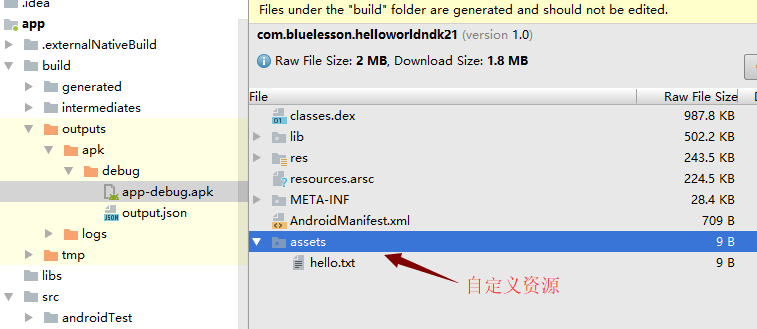 .idea
app
.externalNativeBuild
build
generated
intermediates
outputs
apk
debug
app-debug.apk
output.json
logs
tmp
libs
src
androidTest
Files under the "build" folder are generated and should not be edited.
com.bluelesson.helloworldndk21 (version 1.0)
Raw File Size: 2 MB, Download Size: 1.8 MB
File Raw File Size
classes.dex 987.8 KB
lib 502.2 KB
res 243.5 KB
resources.arsc 224.5 KB
META-INF 28.4 KB
AndroidManifest.xml 709 B
assets 9 B
hello.txt 9 B
自定义资源